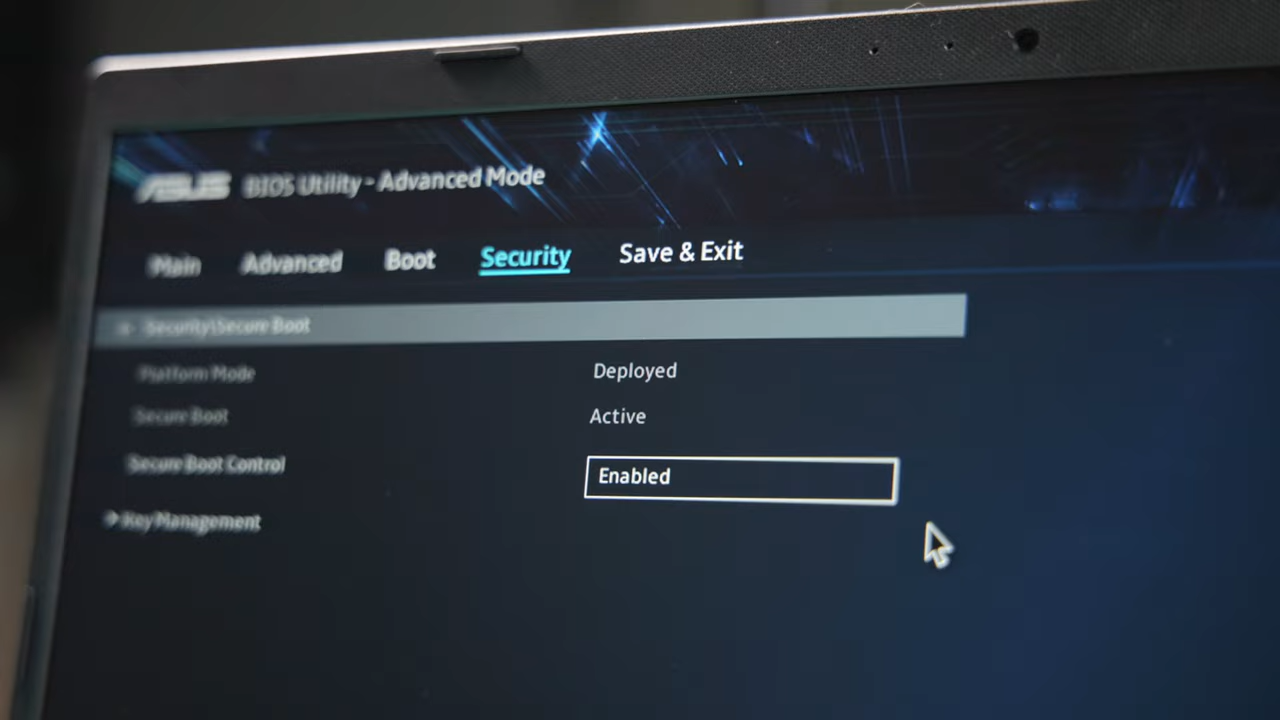 ASUS BIOS Utility - Advanced Mode
Main Advanced Boot Security Save & Exit
Security\Secure Boot
Platform Mode Deployed
Secure Boot Active
Secure Boot Control Enabled
Key Management